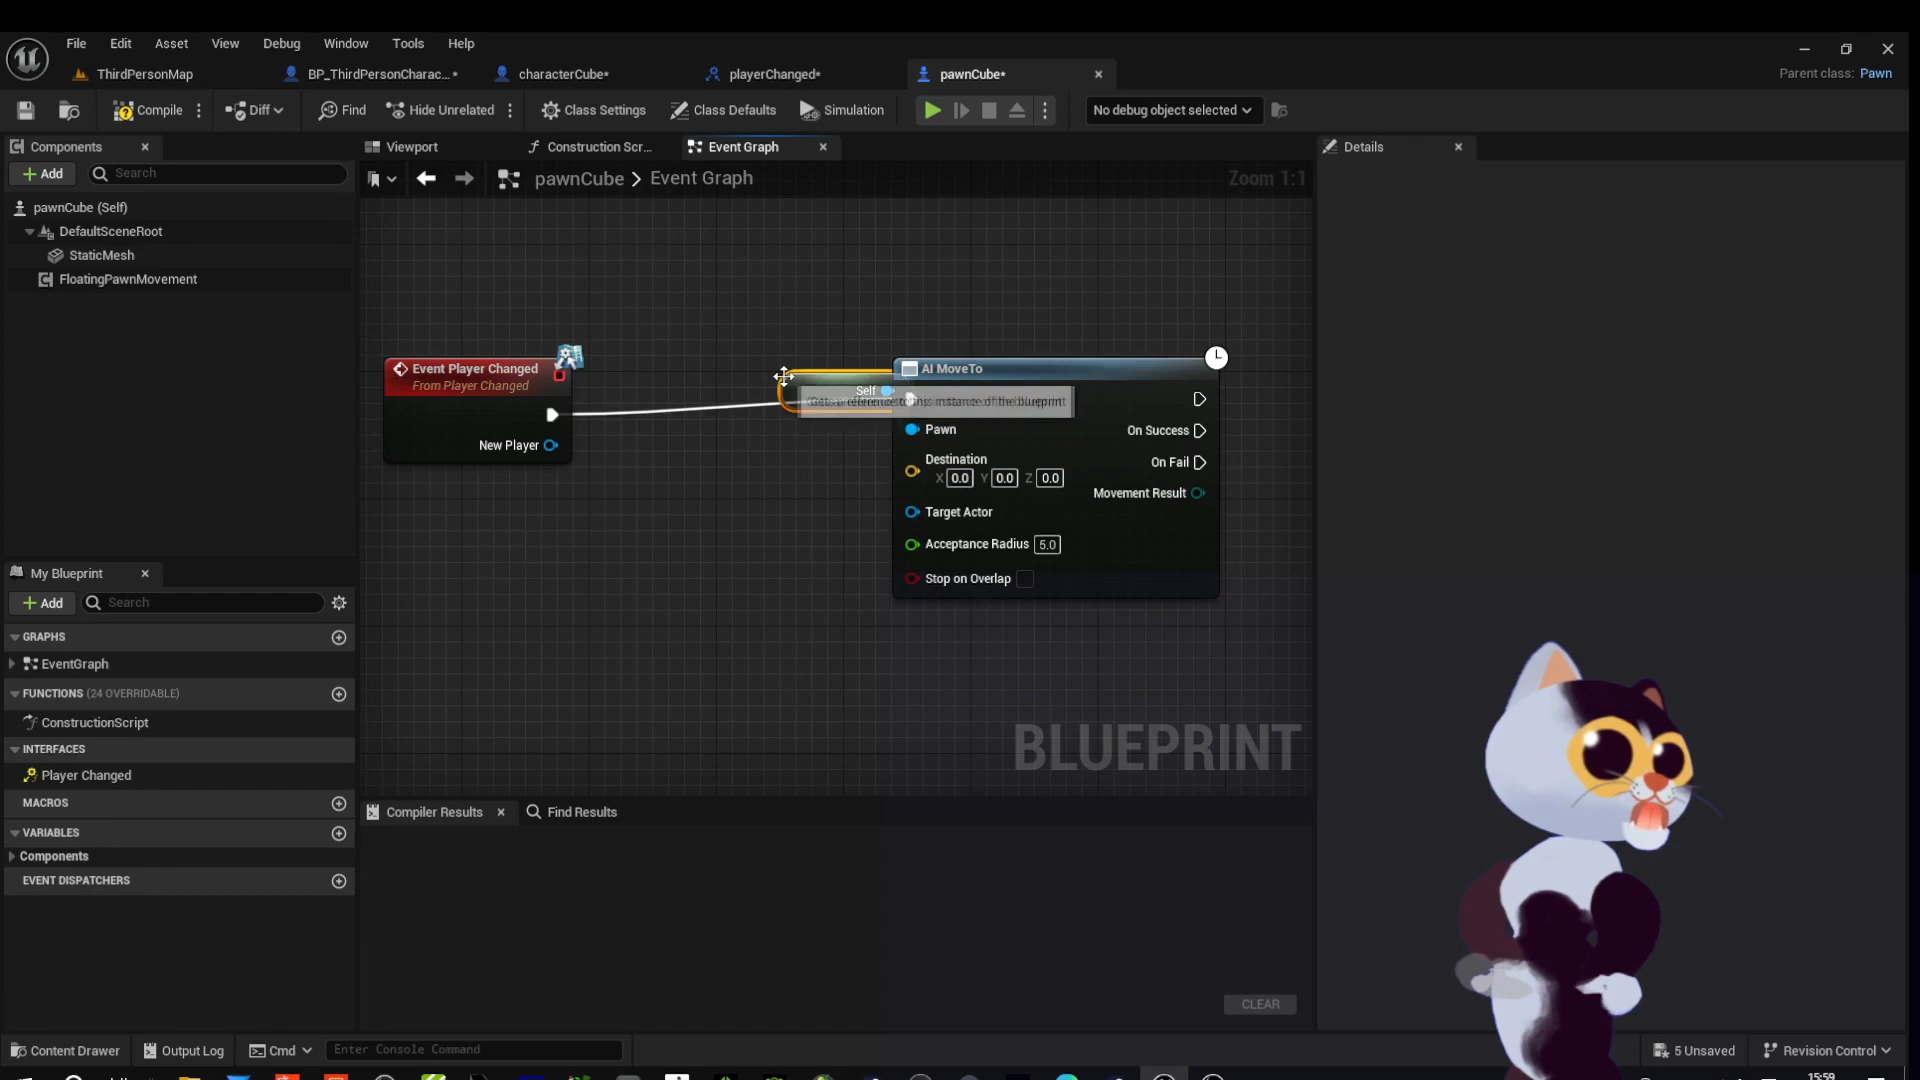 File Edit Asset View Debug Window Tools Help
ThirdPersonMap BP_ThirdPersonCharac...* characterCube* playerChanged* pawnCube*
Parent class: Pawn
Compile Diff Find Hide Unrelated Class Settings Class Defaults Simulation No debug object selected
Components
Viewport Construction Scr... Event Graph
Details
Add Search
pawnCube > Event Graph
Zoom 1:1
pawnCube (Self)
DefaultSceneRoot
StaticMesh
FloatingPawnMovement
Event Player Changed
From Player Changed
New Player
Self
AI MoveTo
Pawn
On Success
Destination
X 0.0 Y 0.0 Z 0.0
On Fail
Movement Result
Target Actor
Acceptance Radius 5.0
Stop on Overlap
BLUEPRINT
My Blueprint
Add Search
GRAPHS
EventGraph
FUNCTIONS (24 OVERRIDABLE)
ConstructionScript
INTERFACES
Player Changed
MACROS
VARIABLES
Components
EVENT DISPATCHERS
Compiler Results Find Results
CLEAR
Content Drawer Output Log Cmd Enter Console Command 5 Unsaved Revision Control
15:59